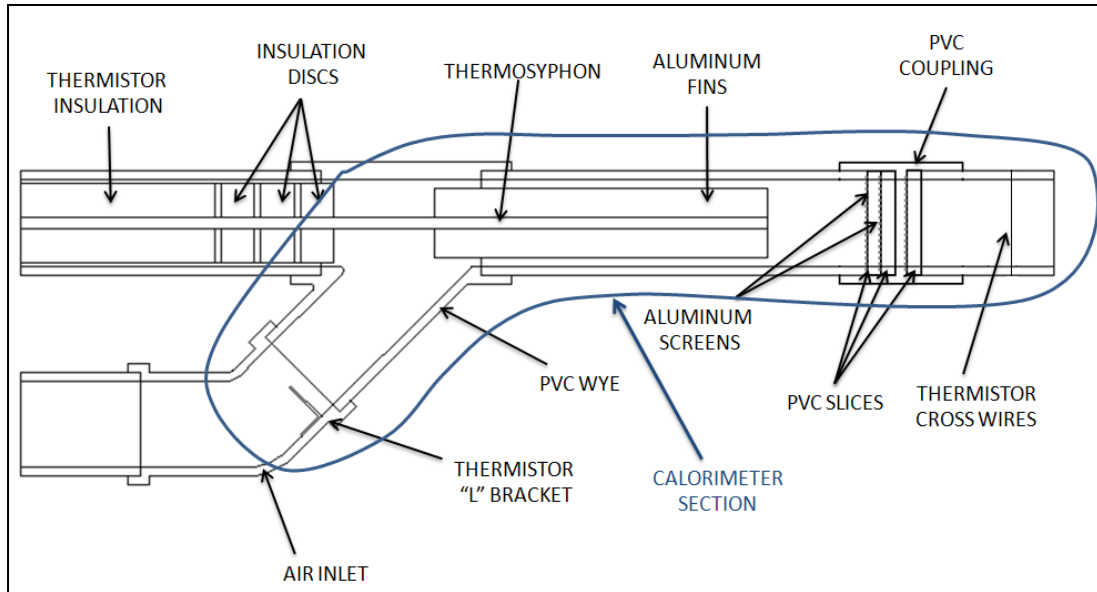 THERMISTOR
INSULATION
INSULATION
DISCS
THERMOSYPHON
ALUMINUM
FINS
PVC
COUPLING
ALUMINUM
SCREENS
PVC WYE
PVC SLICES
THERMISTOR
CROSS WIRES
THERMISTOR
“L” BRACKET
CALORIMETER
SECTION
AIR INLET